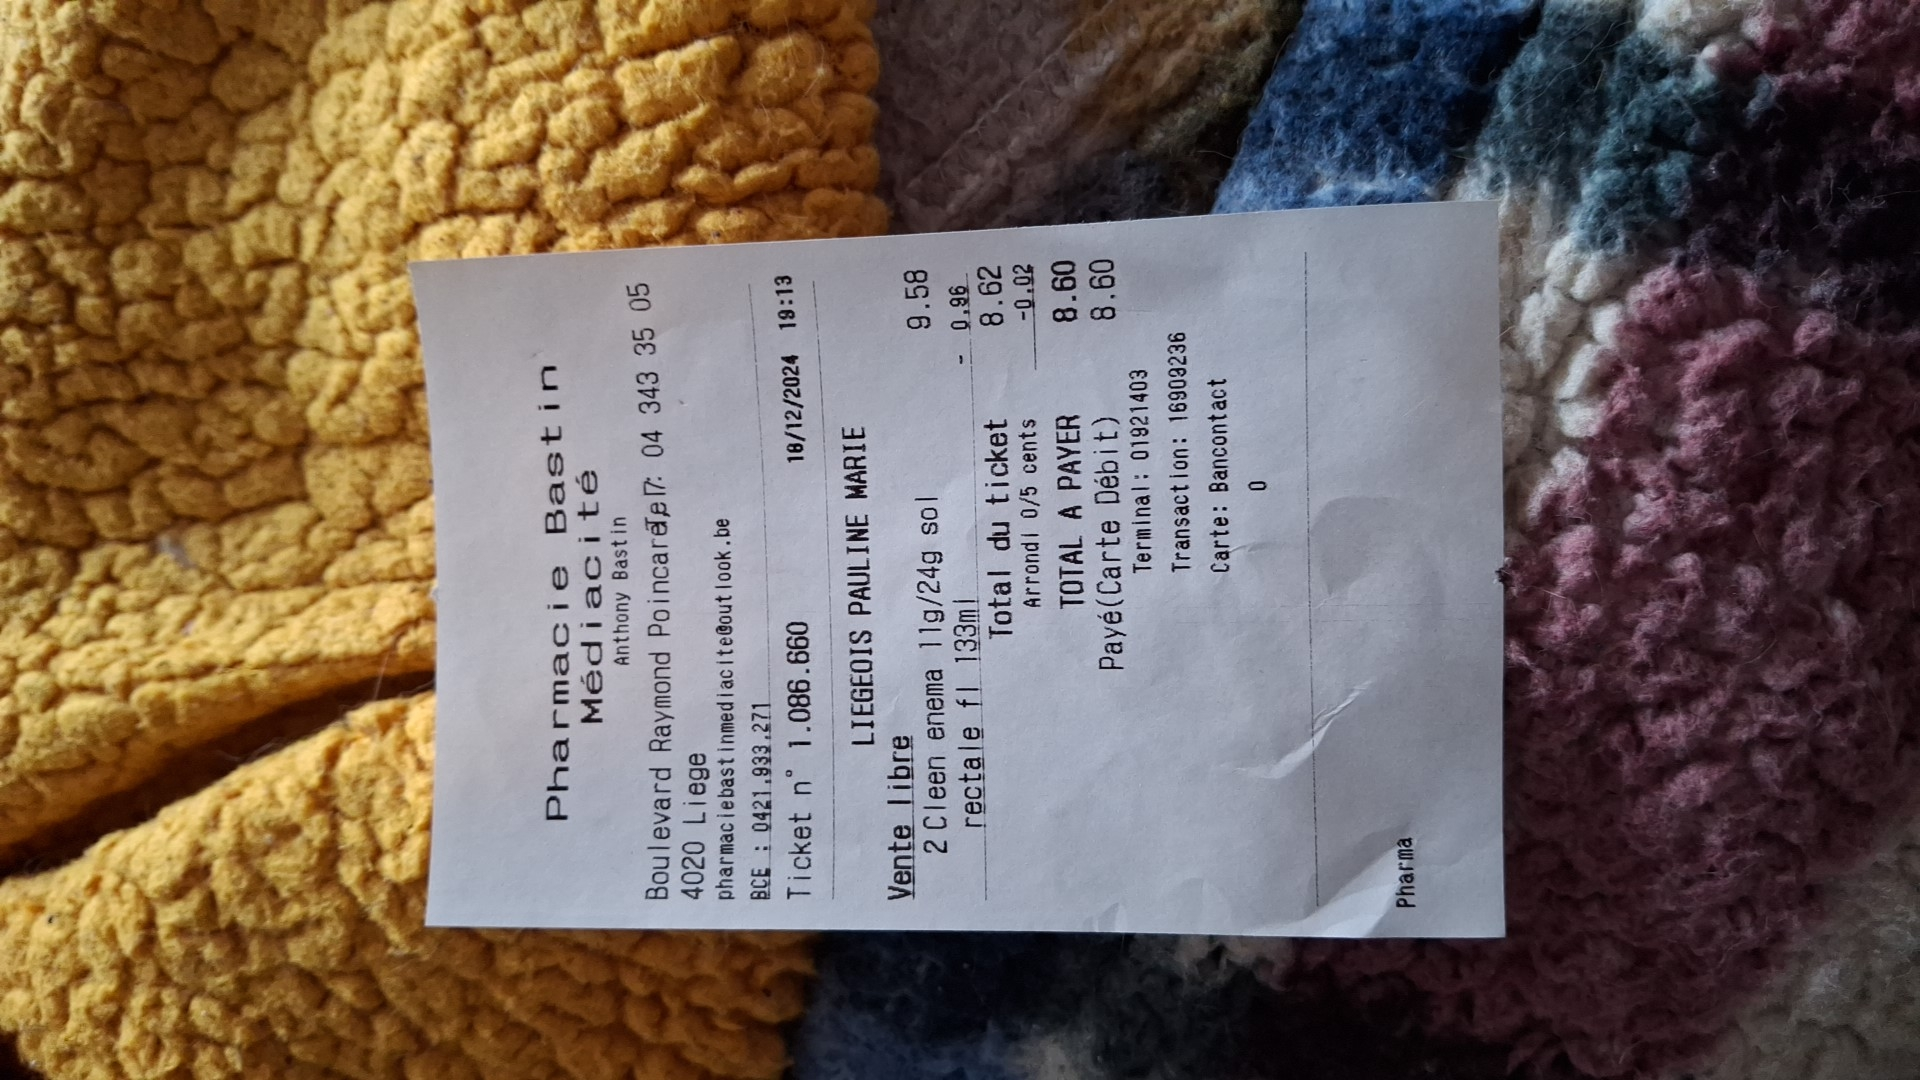 Pharmacie Bastin
Médiacité
Anthony Bastin
Boulevard Raymond Poincaré 7: 04 343 35 05
4020 Liege
pharmaciebastinmediacite@outlook.be
BCE : 0421.933.271
Ticket n° 1.086.660 18/12/2024 19:13
LIEGEOIS PAULINE MARIE
Vente libre
2 Cleen enema 11g/24g sol 9.58
rectale fl 133ml - 0.96
Total du ticket 8.62
Arrondi 0/5 cents -0.02
TOTAL A PAYER 8.60
Payé(Carte Débit) 8.60
Terminal: 01921403
Transaction: 16909236
Carte: Bancontact
0
Pharma